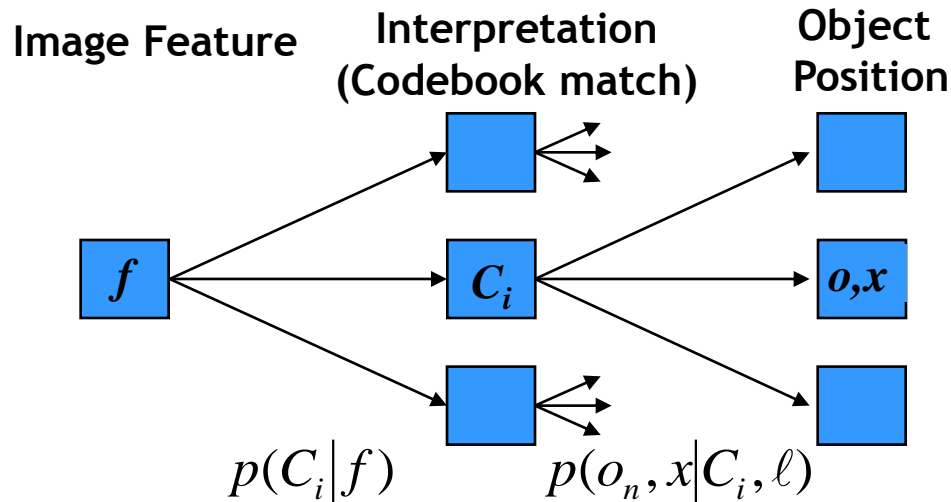 Image Feature
Interpretation
(Codebook match)
Object
Position
f
C_i
o,x
p(C_i|f)
p(o_n, x|C_i, ℓ)